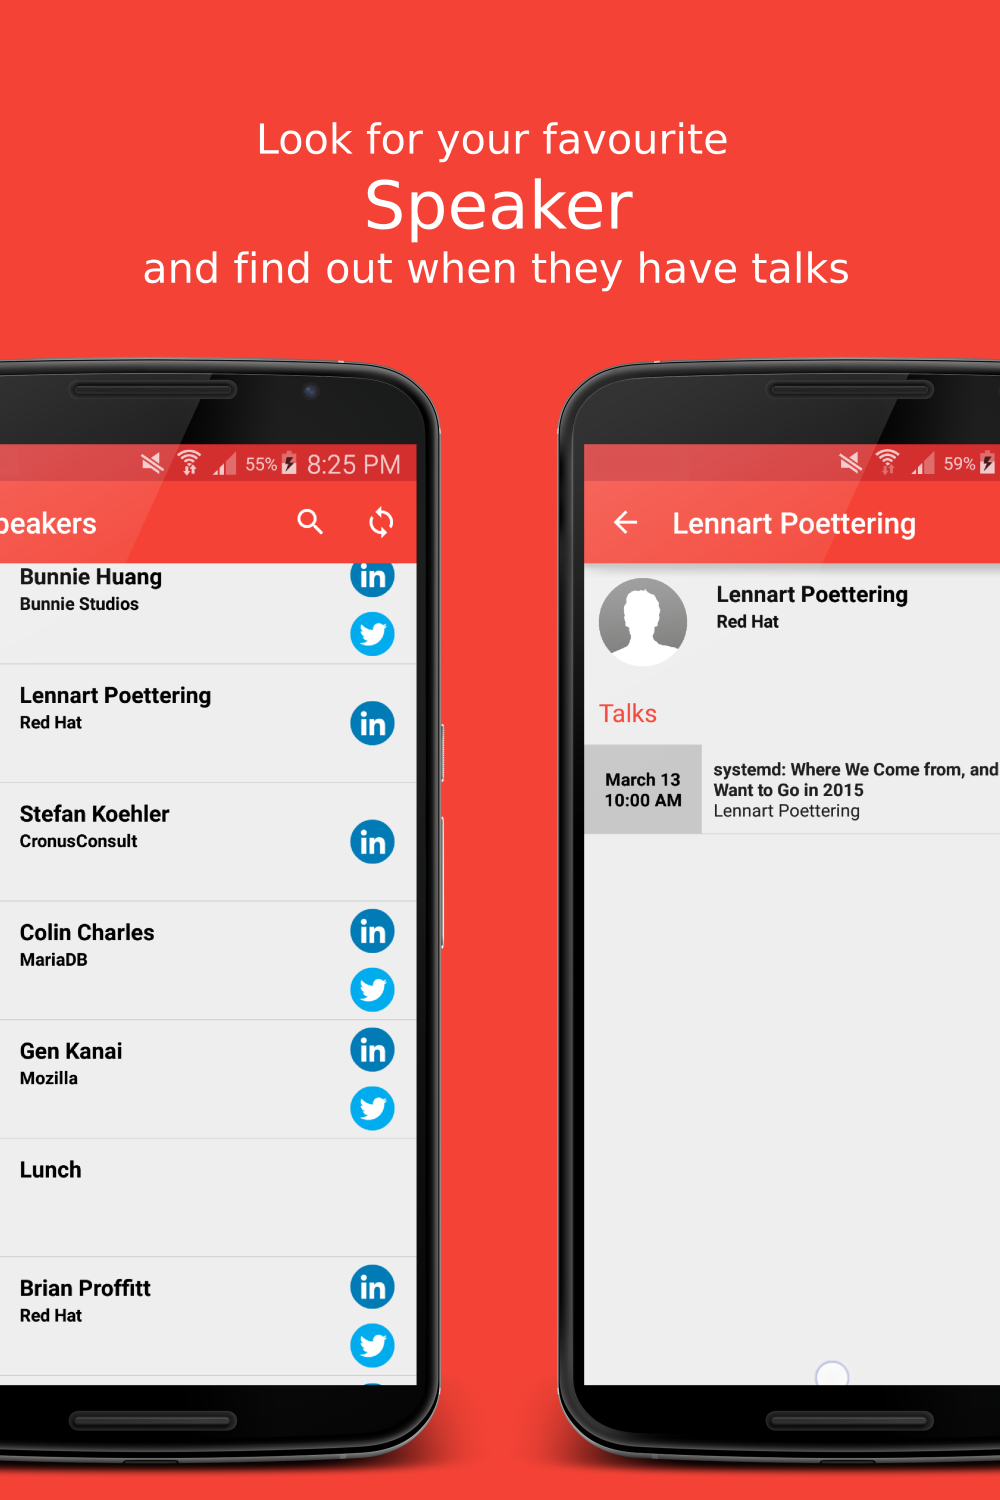 Look for your favourite
Speaker
and find out when they have talks
55% 8:25 PM
peakers
Bunnie Huang
Bunnie Studios
in
Lennart Poettering
Red Hat
in
Stefan Koehler
CronusConsult
in
Colin Charles
MariaDB
in
Gen Kanai
Mozilla
in
Lunch
Brian Proffitt
Red Hat
in
59%
Lennart Poettering
Lennart Poettering
Red Hat
Talks
March 13
10:00 AM
systemd: Where We Come from, and
Want to Go in 2015
Lennart Poettering